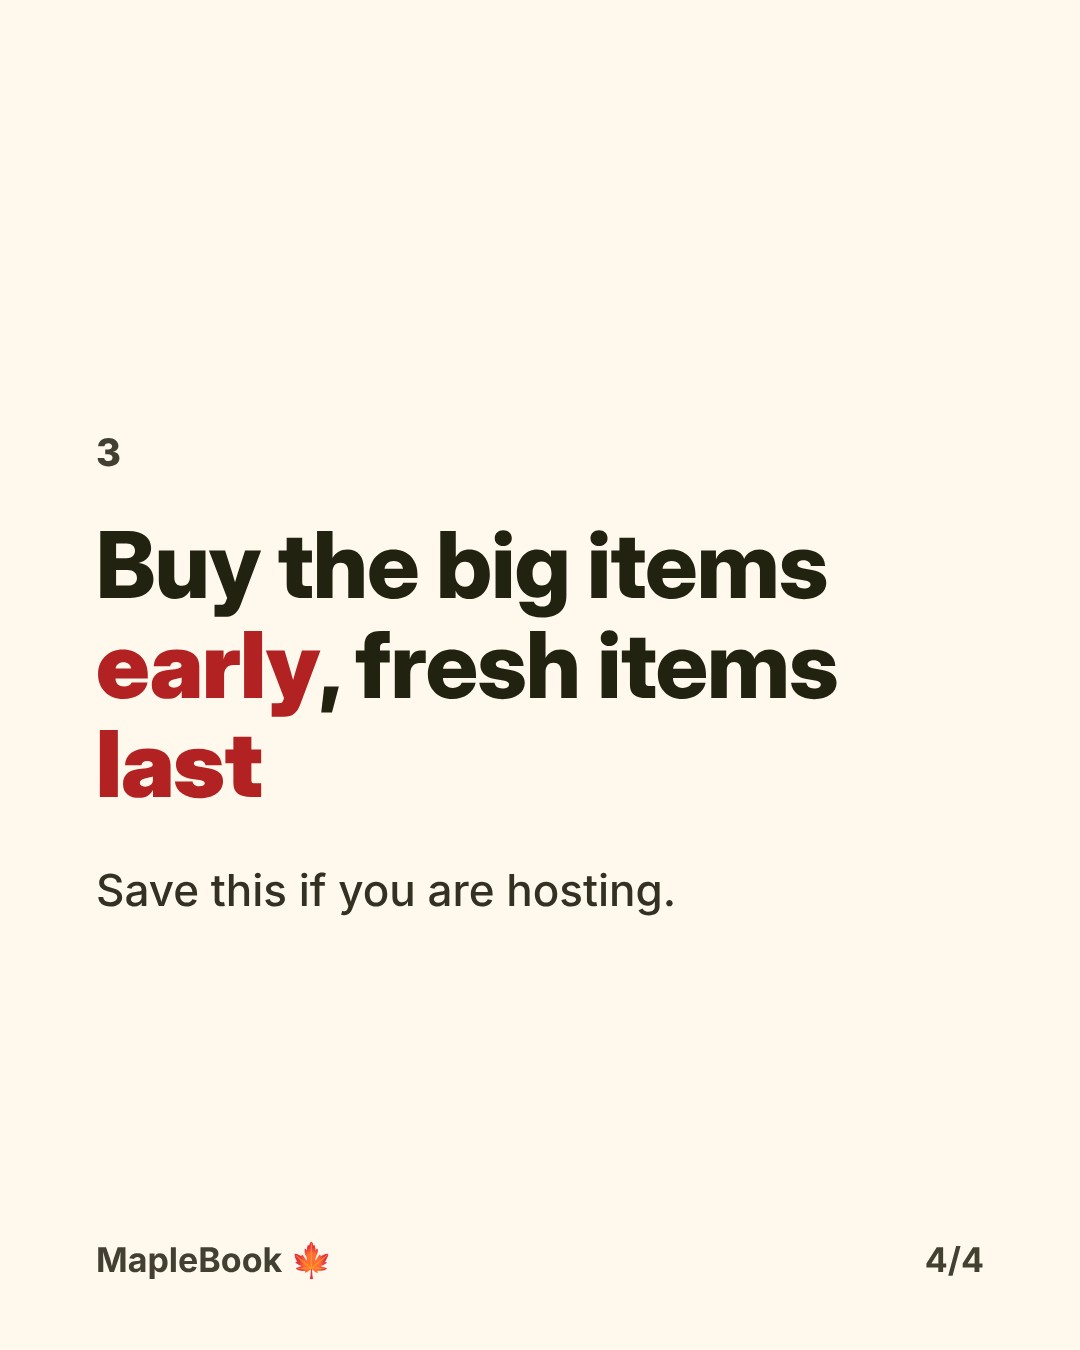 3
Buy the big items
early, fresh items
last
Save this if you are hosting.
MapleBook 🍁
4/4